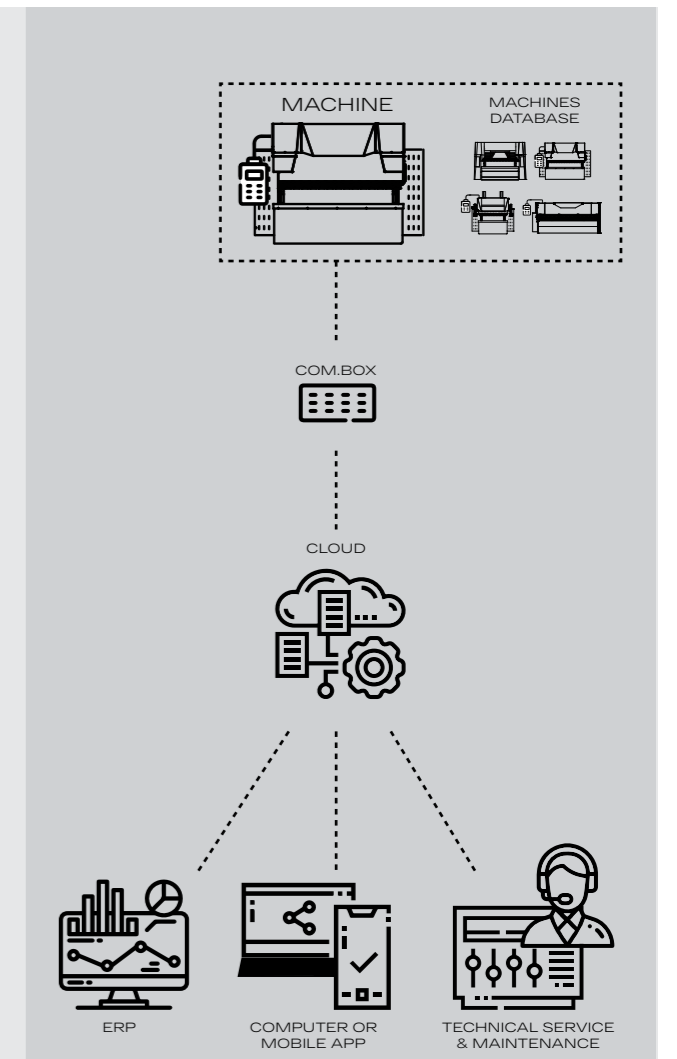 MACHINE
MACHINES
DATABASE
COM.BOX
CLOUD
ERP
COMPUTER OR
MOBILE APP
TECHNICAL SERVICE
& MAINTENANCE